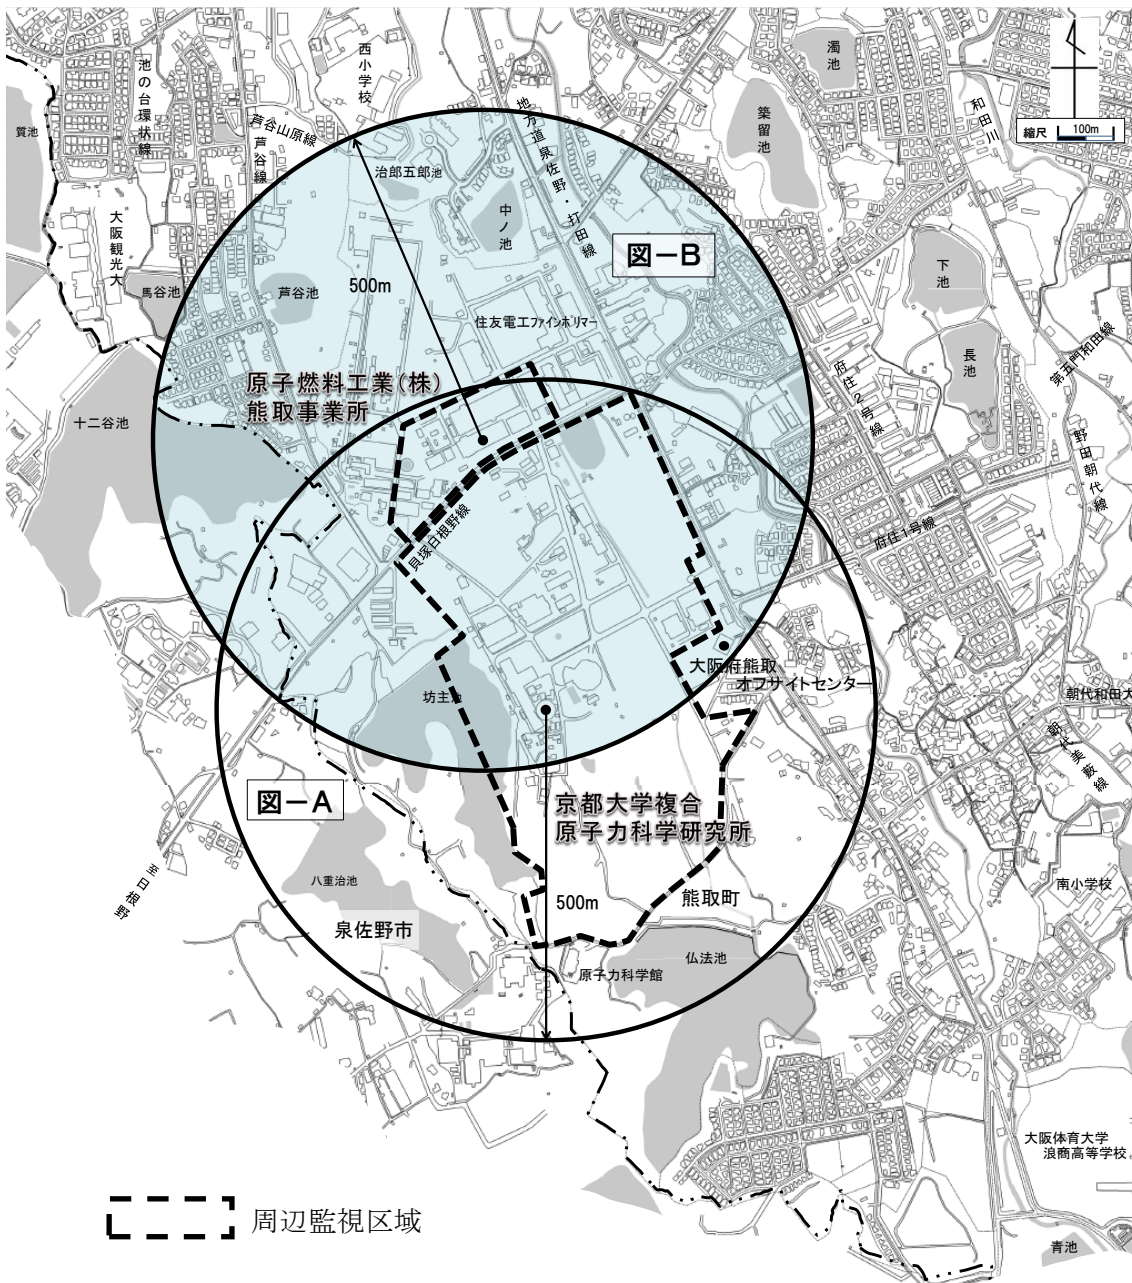 西小学校
池の台環状線
芦谷山原線
芦谷線
質池
治郎五郎池
中ノ池
地方道泉佐野・打田線
濁池
築留池
和田川
縮尺 100m
大阪観光大
馬谷池
芦谷池
500m
図－B
下池
住友電工ファインポリマー
長池
第五門和田線
府住2号線
原子燃料工業(株)
熊取事業所
十二谷池
野田朝代線
貝塚日根野線
府住1号線
大阪府熊取
オフサイトセンター
坊主
朝代和田大
朝代美薮線
図－A
京都大学複合
原子力科学研究所
八重治池
至日根野
500m
熊取町
南小学校
泉佐野市
原子力科学館
仏法池
大阪体育大学
浪商高等学校
周辺監視区域
青池